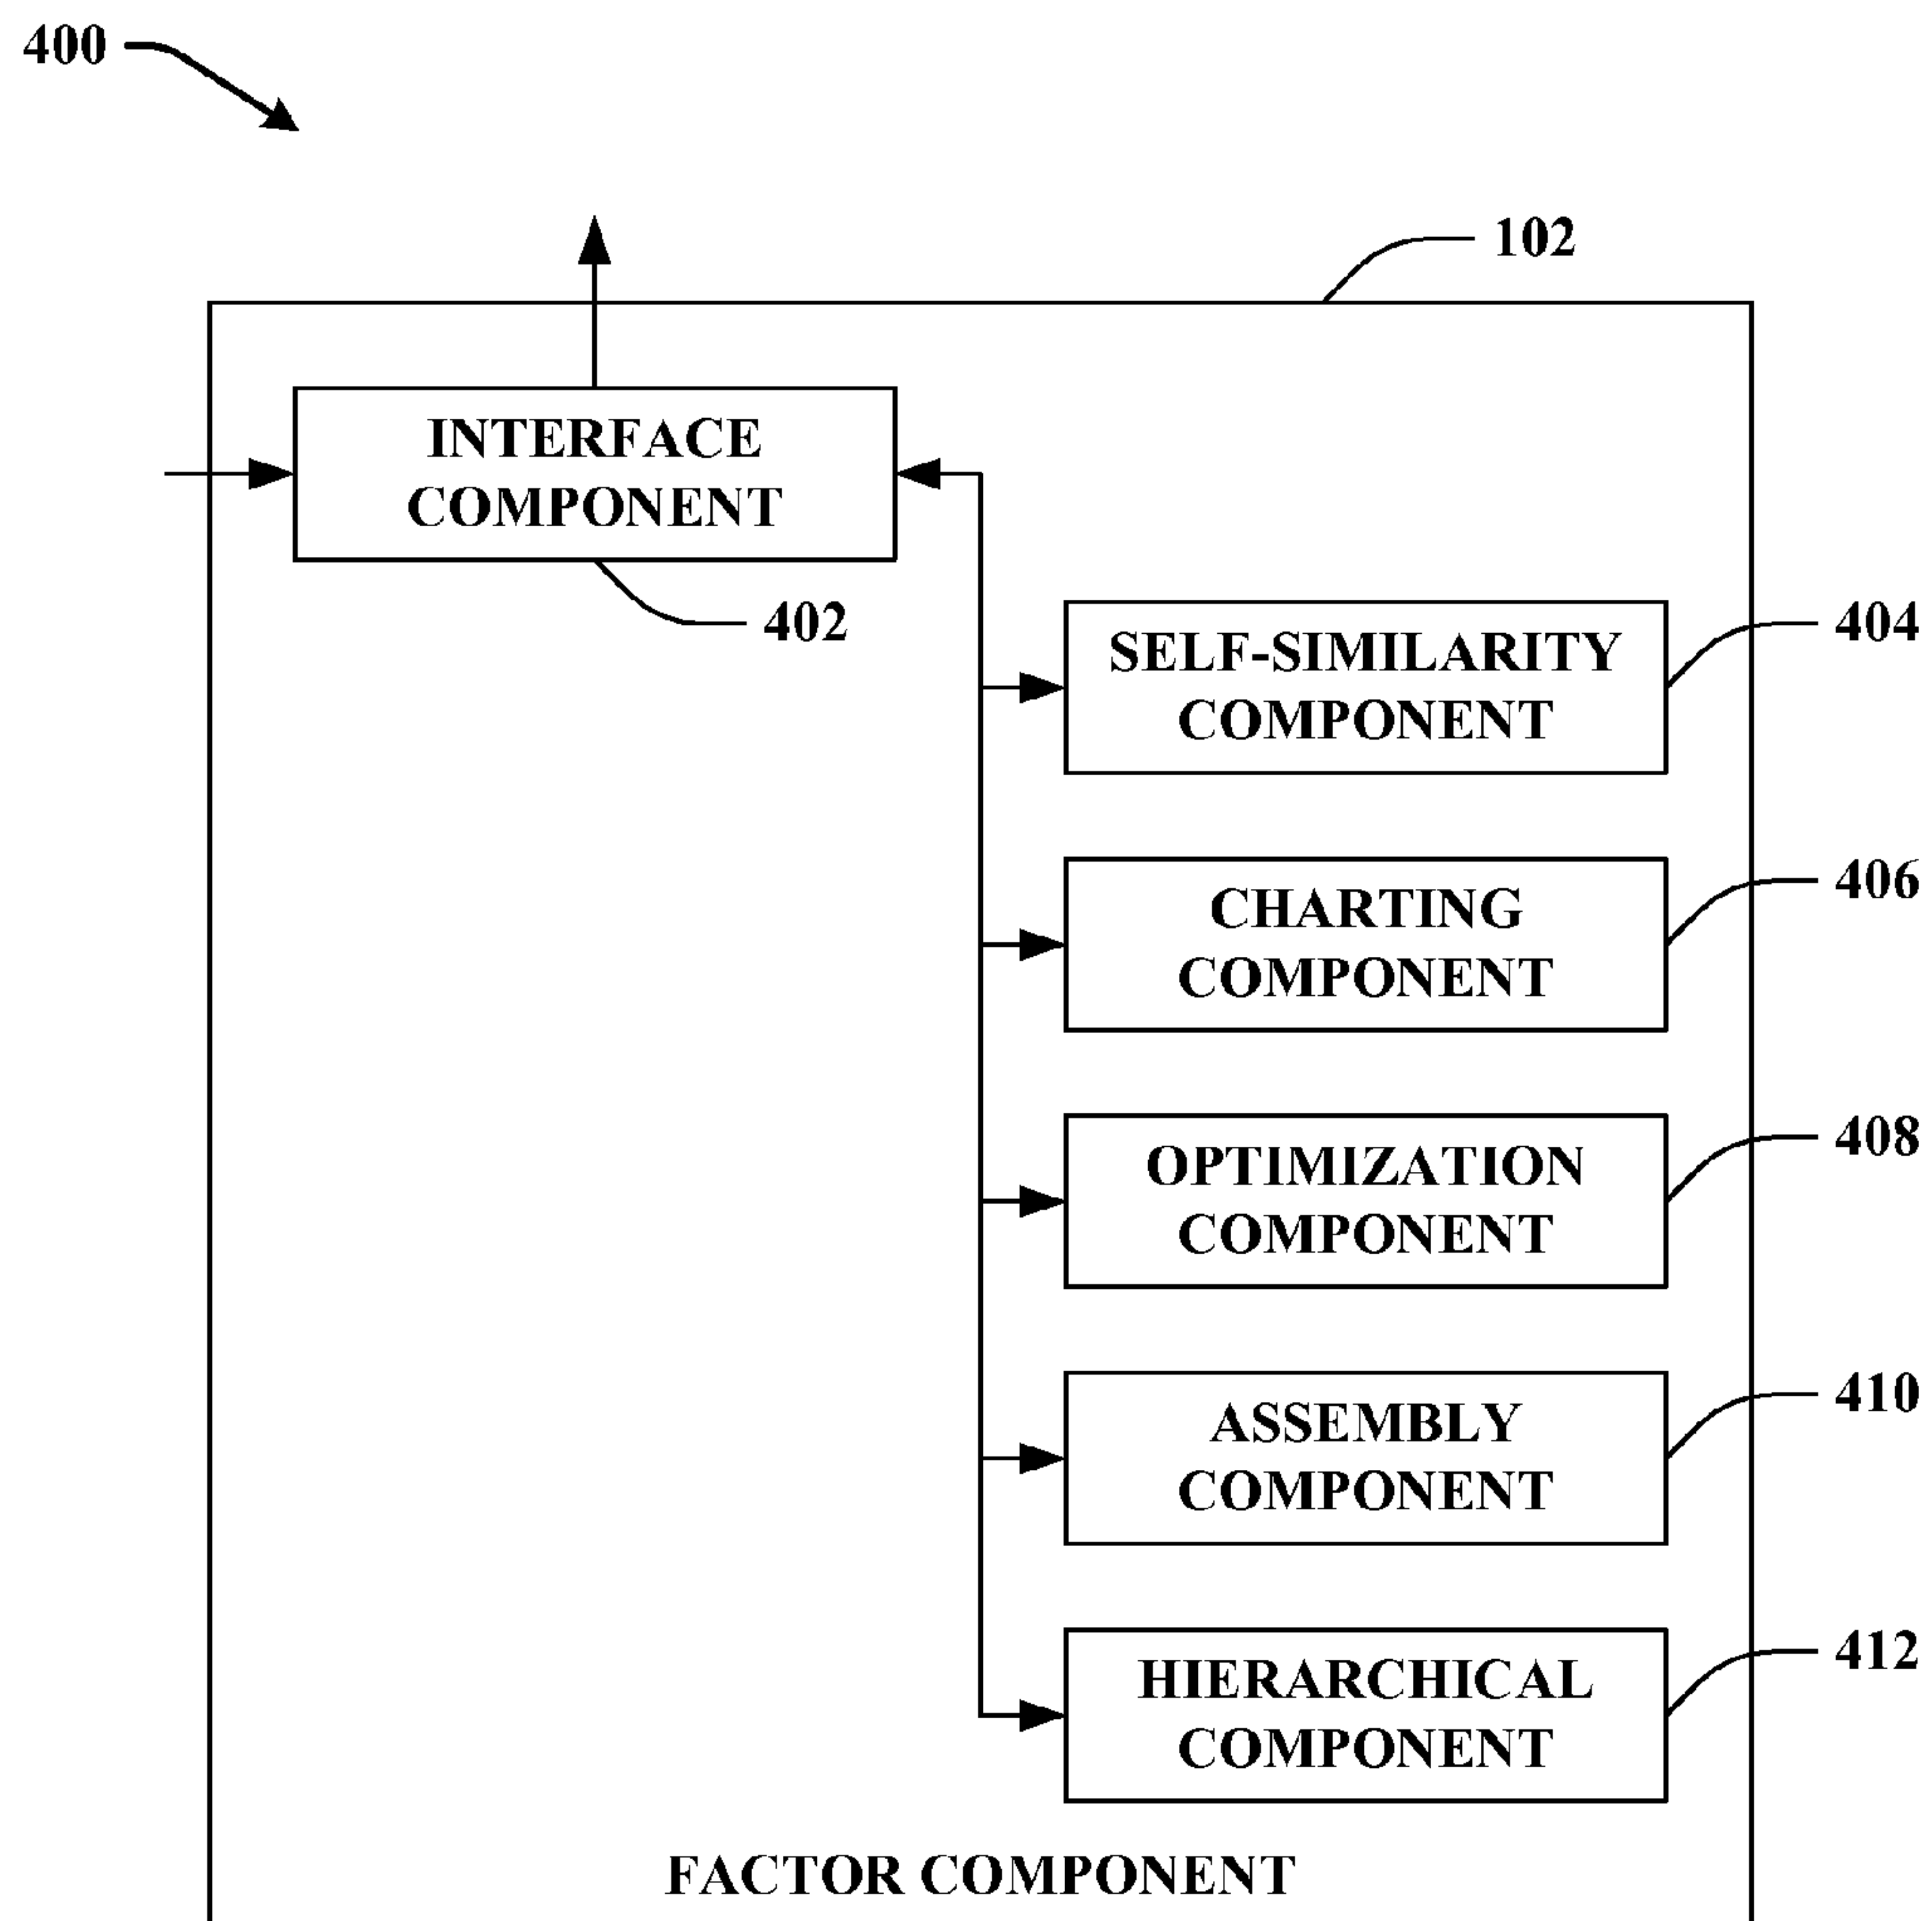 400
102
INTERFACE
COMPONENT
402
SELF-SIMILARITY
COMPONENT
404
CHARTING
COMPONENT
406
OPTIMIZATION
COMPONENT
408
ASSEMBLY
COMPONENT
410
HIERARCHICAL
COMPONENT
412
FACTOR COMPONENT